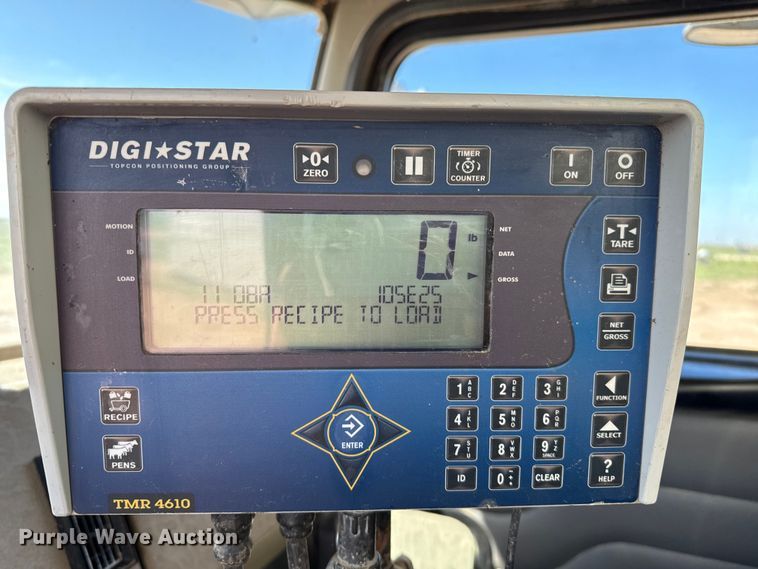 DIGI★STAR
TOPCON POSITIONING GROUP
▸0◂ ZERO
TIMER
COUNTER
I ON
O OFF
MOTION
ID
LOAD
0 lb
NET
DATA
GROSS
11 08A 10SE25
PRESS RECIPE TO LOAD
▸T◂ TARE
NET
GROSS
FUNCTION
SELECT
? HELP
RECIPE
PENS
ENTER
1 ABC 2 DEF 3 GHI
4 JKL 5 MNO 6 PQR
7 STU 8 VWX 9 YZ SPACE
ID 0 CLEAR
TMR 4610
Purple Wave Auction